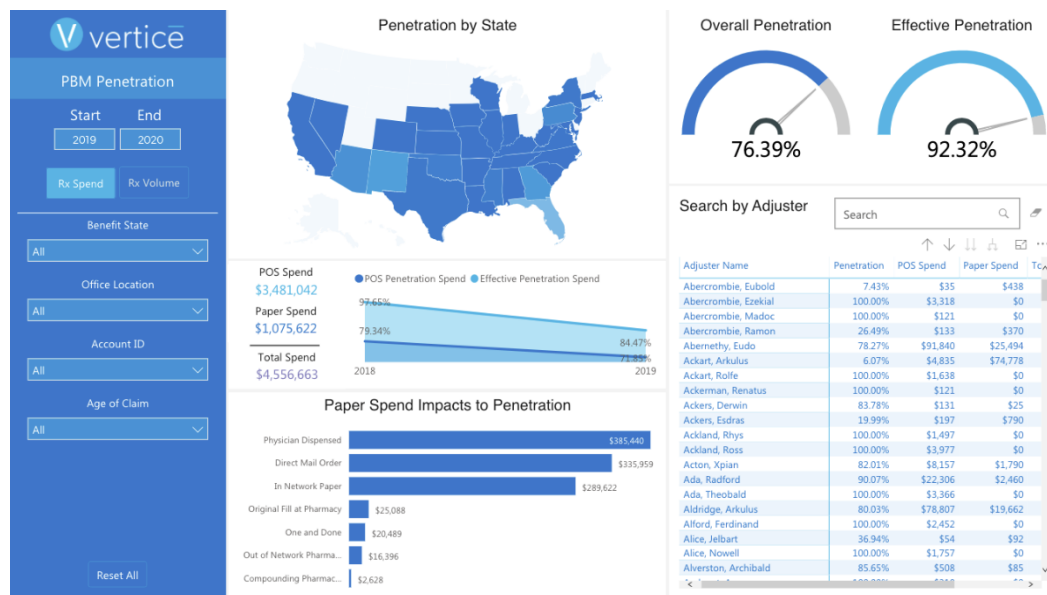 vertice
PBM Penetration
Start End
2019 2020
Rx Spend Rx Volume
Benefit State
All
Office Location
All
Account ID
All
Age of Claim
All
Reset All
Penetration by State
POS Spend
$3,481,042
Paper Spend
$1,075,622
Total Spend
$4,556,663
POS Penetration Spend Effective Penetration Spend
97.65%
79.34%
84.47%
71.85%
2018 2019
Paper Spend Impacts to Penetration
Physician Dispensed $385,440
Direct Mail Order $335,959
In Network Paper $289,622
Original Fill at Pharmacy $25,088
One and Done $20,489
Out of Network Pharma... $16,396
Compounding Pharmac... $2,628
Overall Penetration Effective Penetration
76.39% 92.32%
Search by Adjuster
Search
Adjuster Name Penetration POS Spend Paper Spend
Abercrombie, Eubold 7.43% $35 $438
Abercrombie, Ezekial 100.00% $3,318 $0
Abercrombie, Madoc 100.00% $121 $0
Abercrombie, Ramon 26.49% $133 $370
Abernethy, Eudo 78.27% $91,840 $25,494
Ackart, Arkulus 6.07% $4,835 $74,778
Ackart, Rolfe 100.00% $1,638 $0
Ackerman, Renatus 100.00% $121 $0
Ackers, Derwin 83.78% $131 $25
Ackers, Esdras 19.99% $197 $790
Ackland, Rhys 100.00% $1,497 $0
Ackland, Ross 100.00% $3,977 $0
Acton, Xpian 82.01% $8,157 $1,790
Ada, Radford 90.07% $22,306 $2,460
Ada, Theobald 100.00% $3,366 $0
Aldridge, Arkulus 80.03% $78,807 $19,662
Alford, Ferdinand 100.00% $2,452 $0
Alice, Jelbart 36.94% $54 $92
Alice, Nowell 100.00% $1,757 $0
Alverston, Archibald 85.65% $508 $85